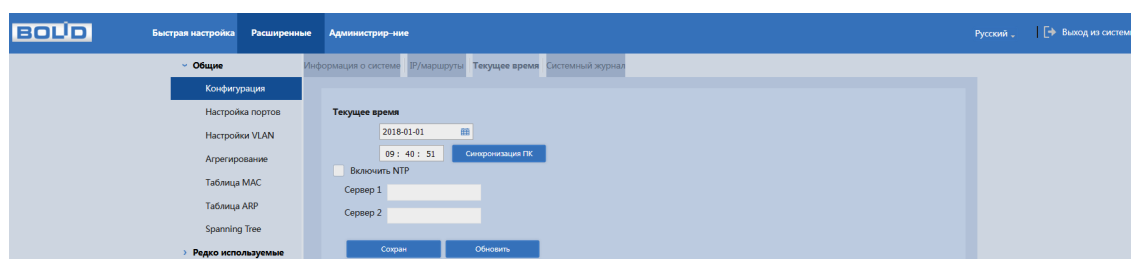 BOLID Быстрая настройка Расширенные Администрир-ние Русский Выход из систем
Общие Информация о системе IP/маршруты Текущее время Системный журнал
Конфигурация
Настройка портов Текущее время
2018-01-01
Настройки VLAN
09 : 40 : 51 Синхронизация ПК
Агрегирование
Включить NTP
Таблица MAC
Сервер 1
Таблица ARP
Сервер 2
Spanning Tree
Редко используемые Сохран Обновить